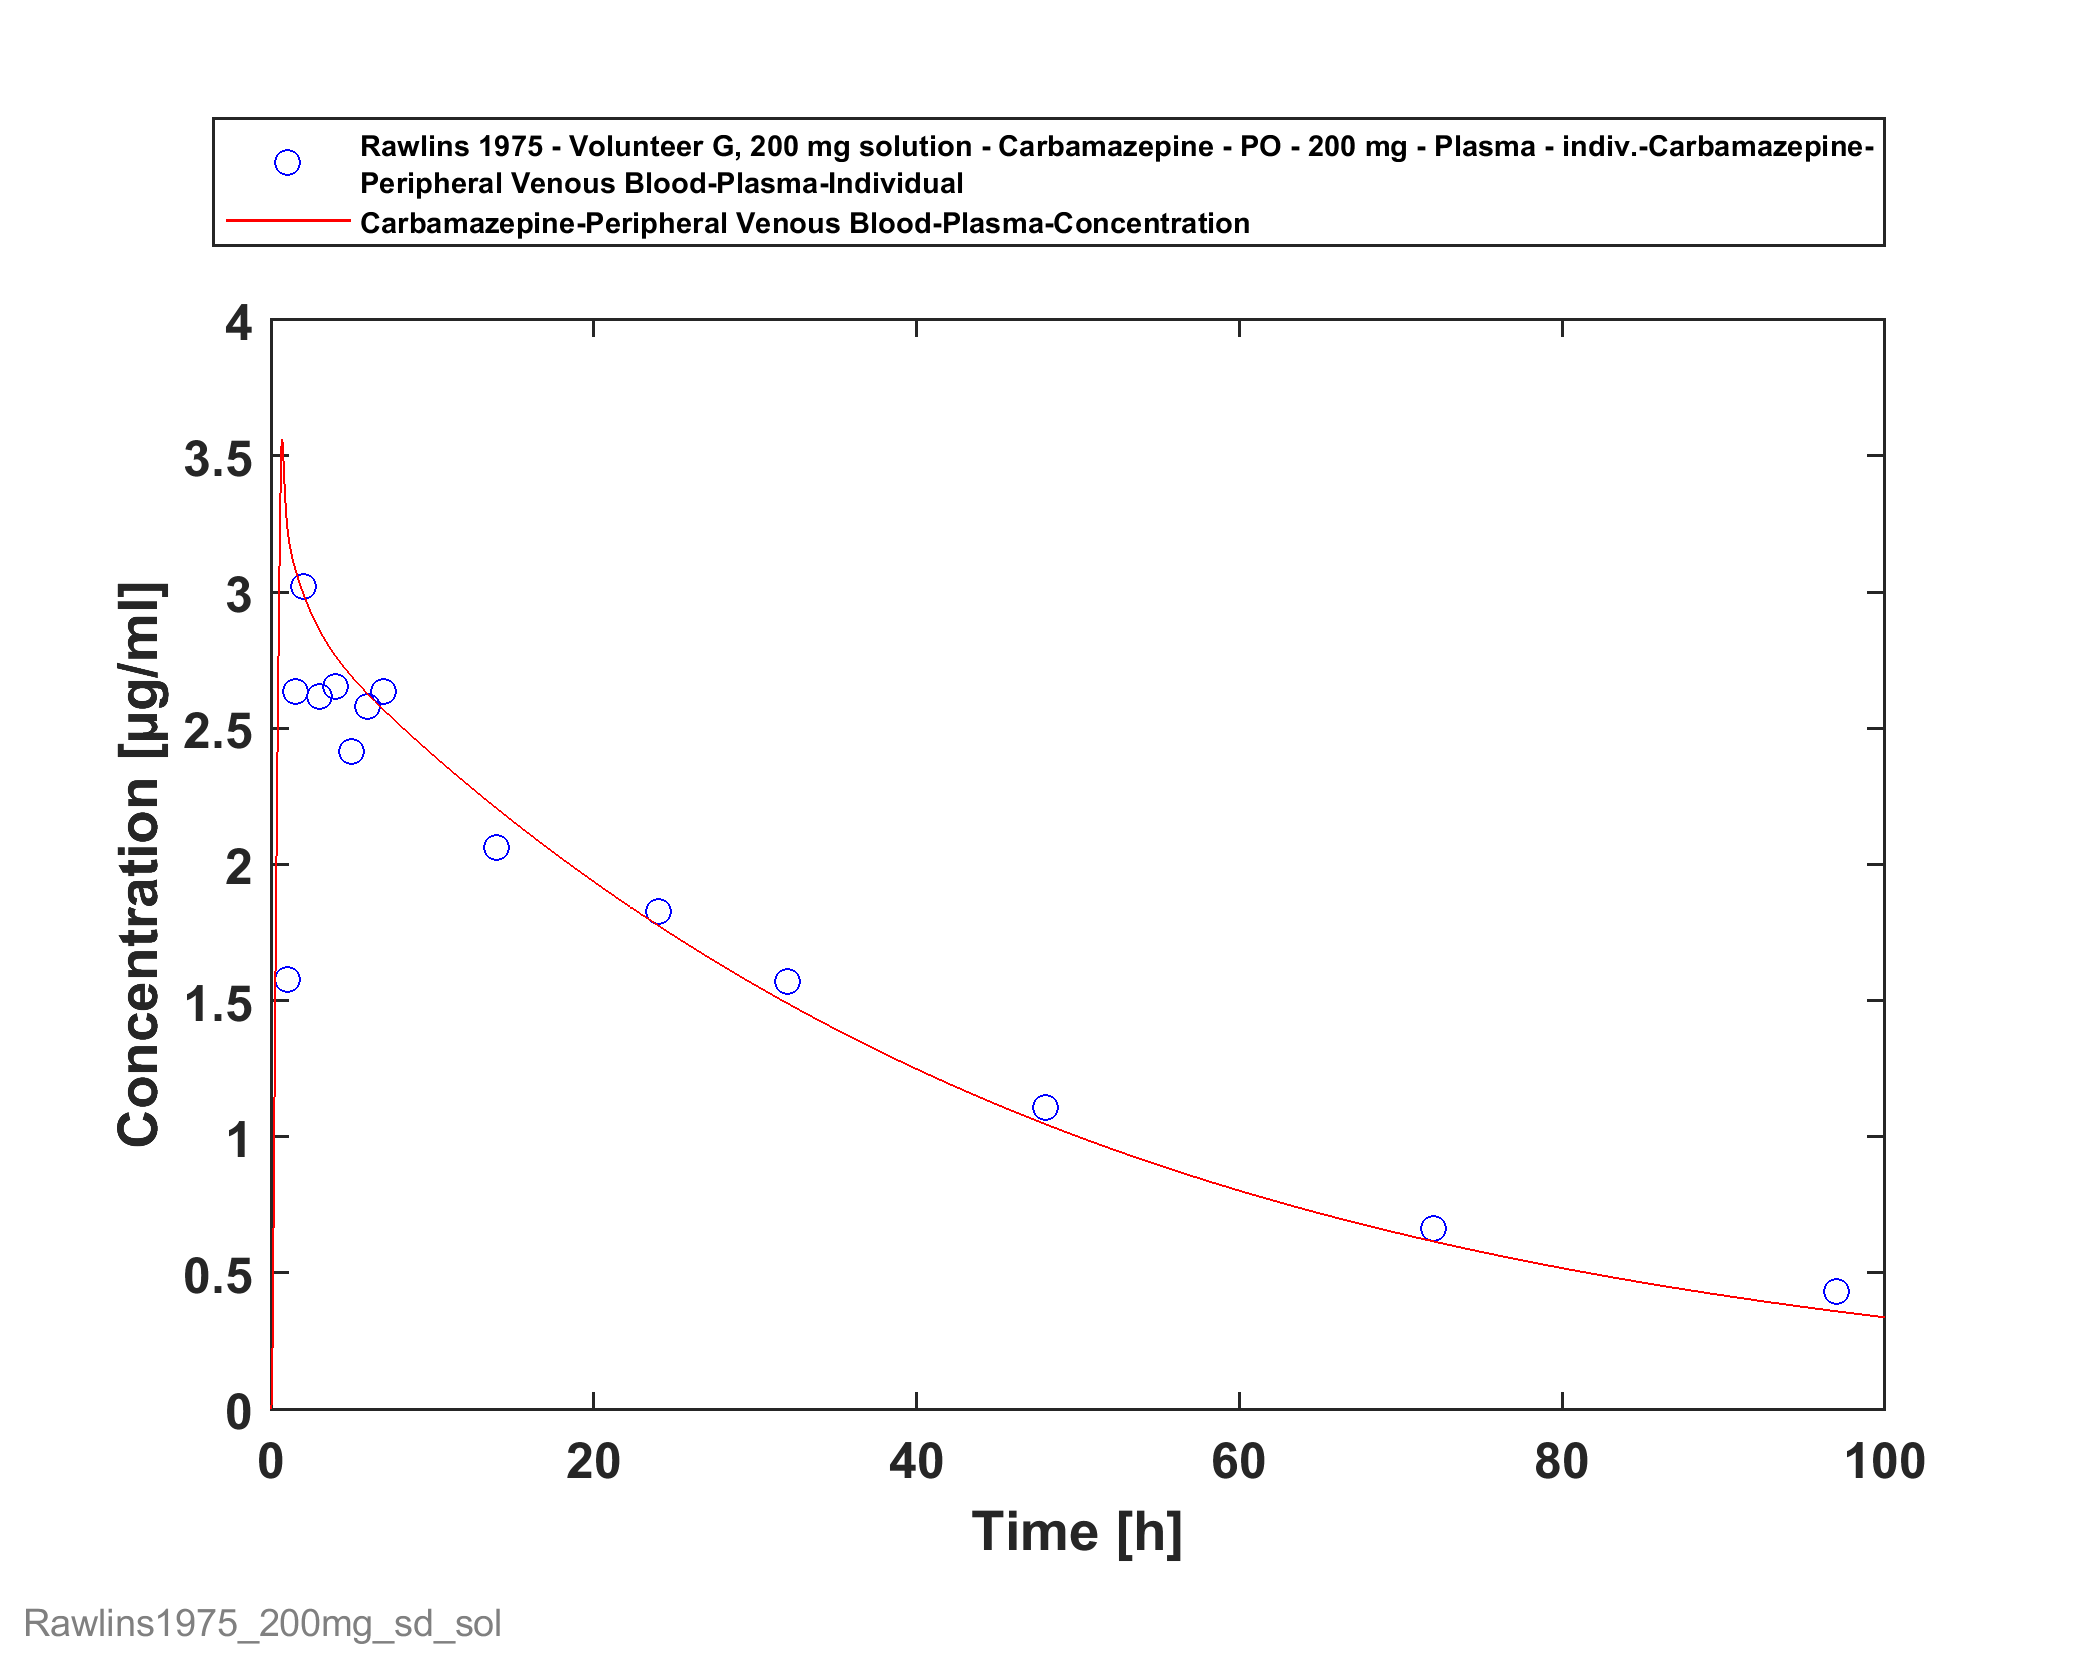 Rawlins 1975 - Volunteer G, 200 mg solution - Carbamazepine - PO - 200 mg - Plasma - indiv.-Carbamazepine-
Peripheral Venous Blood-Plasma-Individual
Carbamazepine-Peripheral Venous Blood-Plasma-Concentration
4
3.5
3
2.5
2
1.5
1
0.5
0
Concentration [µg/ml]
0 20 40 60 80 100
Time [h]
Rawlins1975_200mg_sd_sol